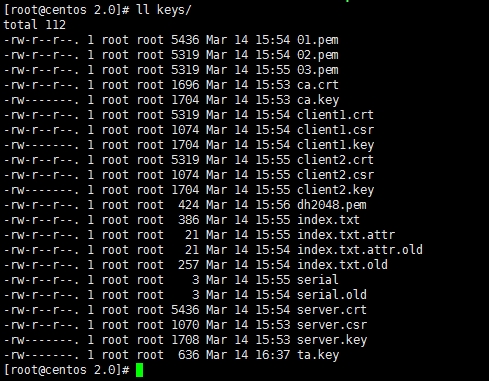 [root@centos 2.0]# ll keys/
total 112
-rw-r--r--. 1 root root 5436 Mar 14 15:54 01.pem
-rw-r--r--. 1 root root 5319 Mar 14 15:54 02.pem
-rw-r--r--. 1 root root 5319 Mar 14 15:55 03.pem
-rw-r--r--. 1 root root 1696 Mar 14 15:53 ca.crt
-rw-------. 1 root root 1704 Mar 14 15:53 ca.key
-rw-r--r--. 1 root root 5319 Mar 14 15:54 client1.crt
-rw-r--r--. 1 root root 1074 Mar 14 15:54 client1.csr
-rw-------. 1 root root 1704 Mar 14 15:54 client1.key
-rw-r--r--. 1 root root 5319 Mar 14 15:55 client2.crt
-rw-r--r--. 1 root root 1074 Mar 14 15:55 client2.csr
-rw-------. 1 root root 1704 Mar 14 15:55 client2.key
-rw-r--r--. 1 root root  424 Mar 14 15:56 dh2048.pem
-rw-r--r--. 1 root root  386 Mar 14 15:55 index.txt
-rw-r--r--. 1 root root   21 Mar 14 15:55 index.txt.attr
-rw-r--r--. 1 root root   21 Mar 14 15:54 index.txt.attr.old
-rw-r--r--. 1 root root  257 Mar 14 15:54 index.txt.old
-rw-r--r--. 1 root root    3 Mar 14 15:55 serial
-rw-r--r--. 1 root root    3 Mar 14 15:54 serial.old
-rw-r--r--. 1 root root 5436 Mar 14 15:54 server.crt
-rw-r--r--. 1 root root 1070 Mar 14 15:53 server.csr
-rw-------. 1 root root 1708 Mar 14 15:53 server.key
-rw-------. 1 root root  636 Mar 14 16:37 ta.key
[root@centos 2.0]#